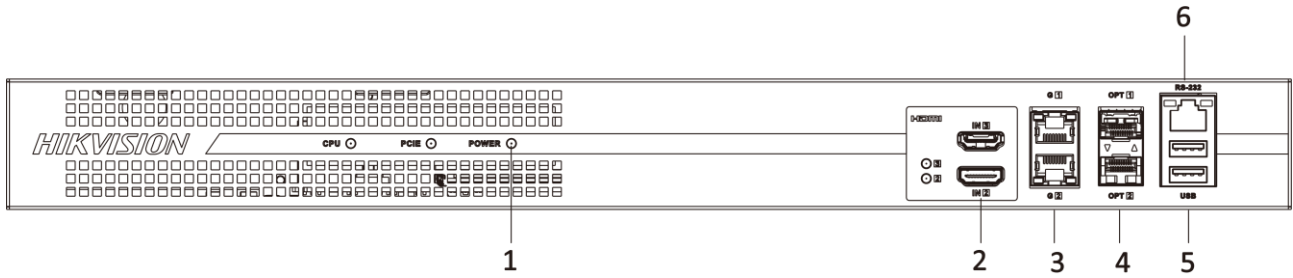 6
G 1 OPT 1 RS-232
HDMI
IN
HIKVISION CPU PCIE POWER
2
IN 2
G 2 OPT 2 USB
1 2 3 4 5